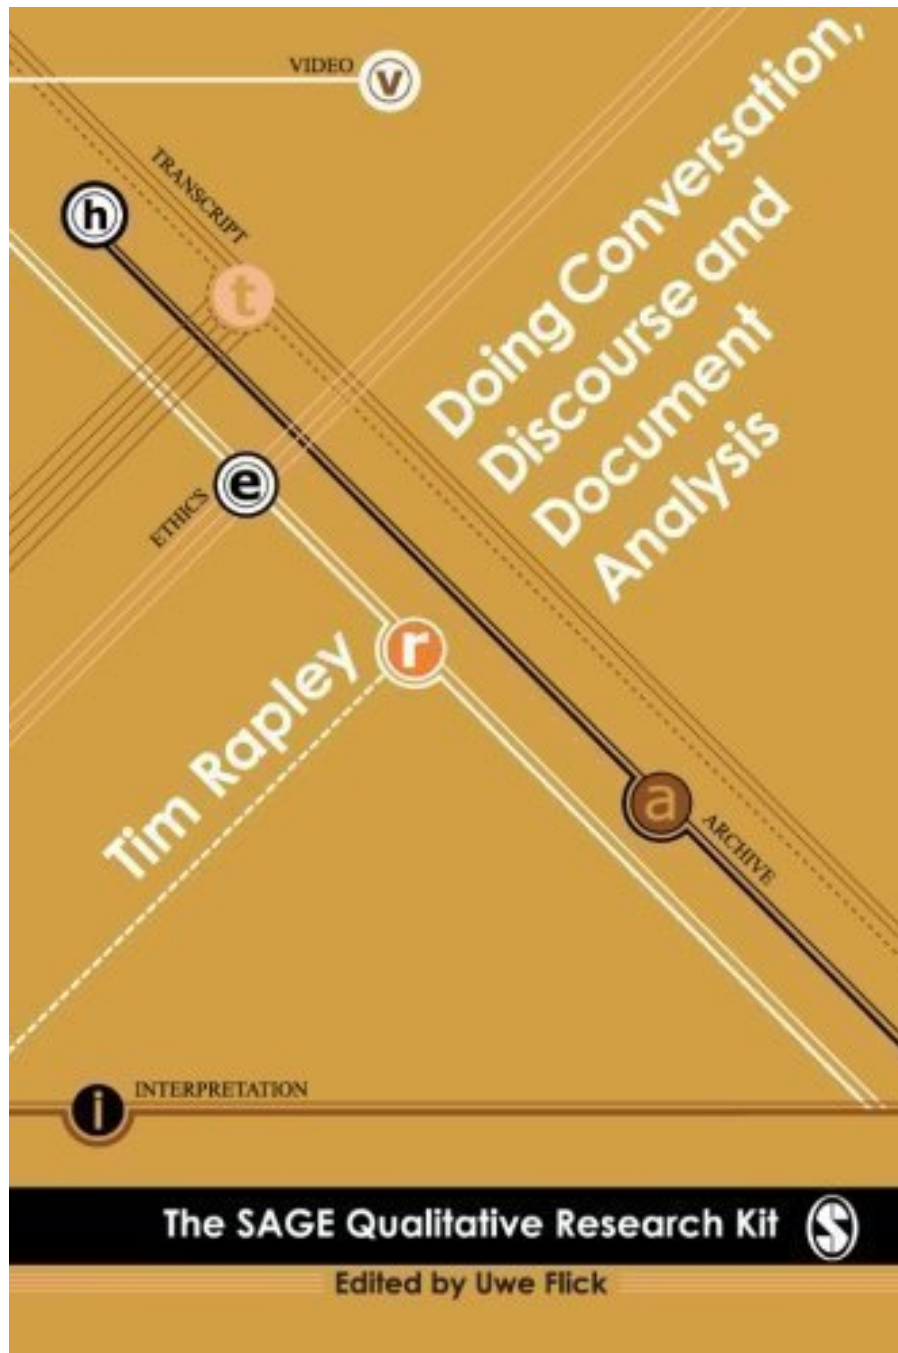 VIDEO
v
TRANSCRIPT
h
t
Doing Conversation,
Discourse and
Document
Analysis
e
ETHICS
r
Tim Rapley
a
ARCHIVE
i
INTERPRETATION
The SAGE Qualitative Research Kit
S
Edited by Uwe Flick